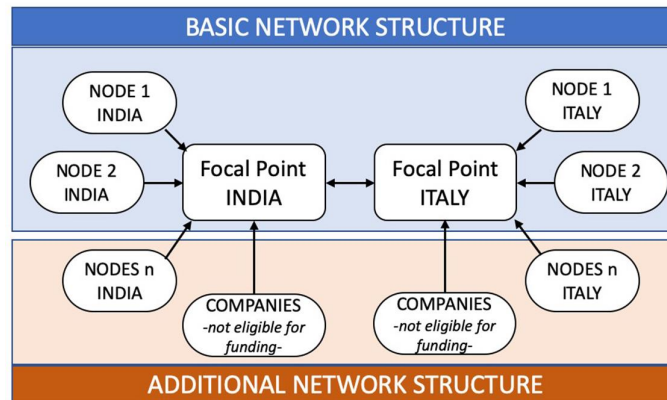 BASIC NETWORK STRUCTURE
NODE 1
INDIA
NODE 1
ITALY
NODE 2
INDIA
Focal Point
INDIA
Focal Point
ITALY
NODE 2
ITALY
NODES n
INDIA
COMPANIES
-not eligible for
funding-
COMPANIES
-not eligible for
funding-
NODES n
ITALY
ADDITIONAL NETWORK STRUCTURE